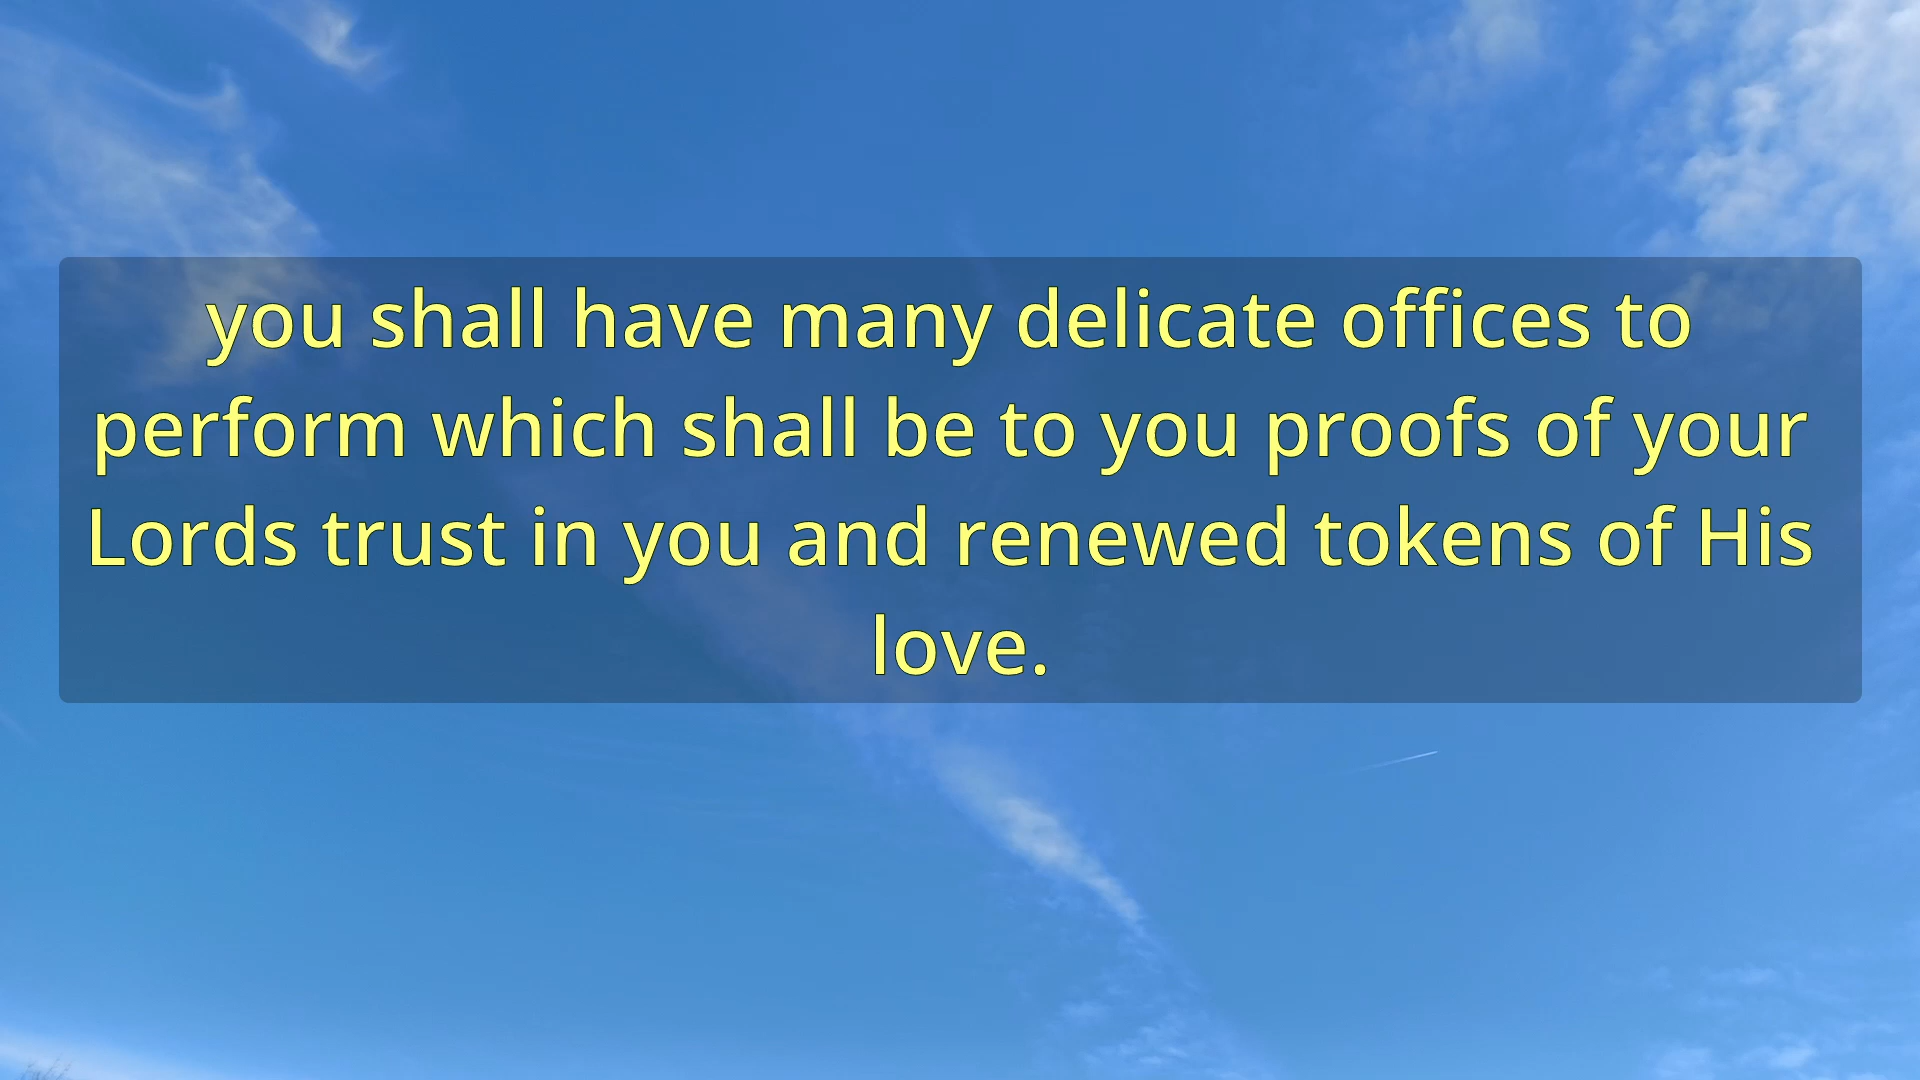 you shall have many delicate offices to
perform which shall be to you proofs of your
Lords trust in you and renewed tokens of His
love.